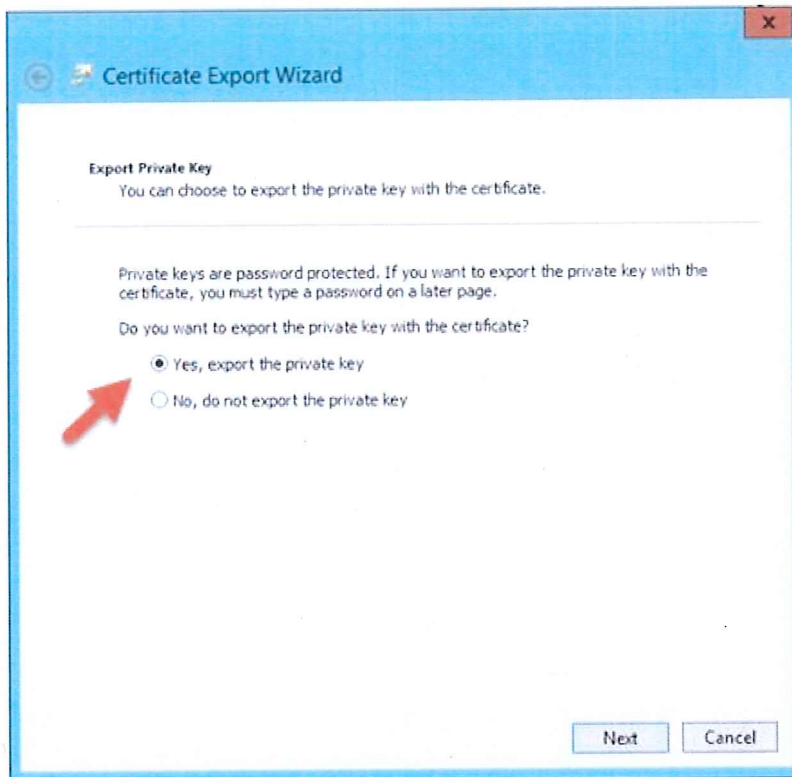 Certificate Export Wizard
Export Private Key
You can choose to export the private key with the certificate.
Private keys are password protected. If you want to export the private key with the
certificate, you must type a password on a later page.
Do you want to export the private key with the certificate?
Yes, export the private key
No, do not export the private key
Next
Cancel